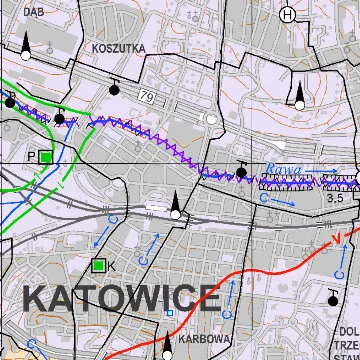 DĄB
H
KOSZUTKA
79
Rawa
P
C
3,5
C
C
V
K
KATOWICE
C
C
KARBOWA
DOL
TRZE
STAW